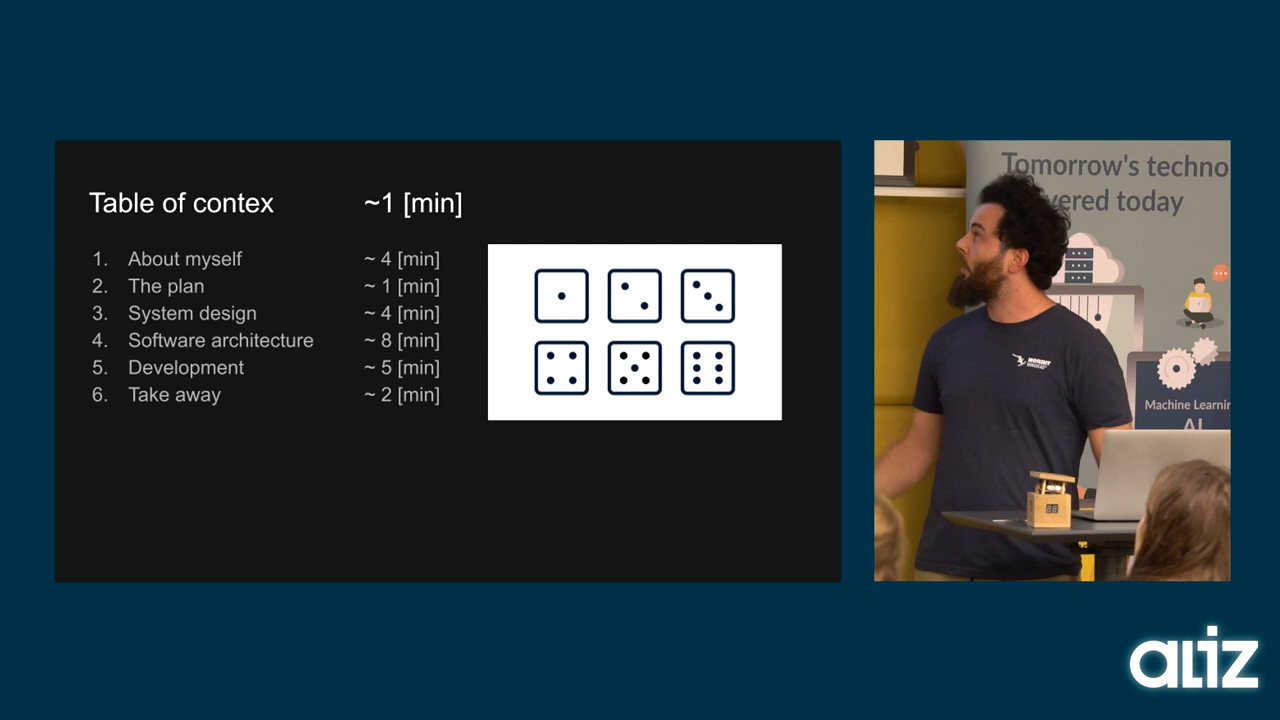 Table of contex ~1 [min]
1. About myself ~ 4 [min]
2. The plan ~ 1 [min]
3. System design ~ 4 [min]
4. Software architecture ~ 8 [min]
5. Development ~ 5 [min]
6. Take away ~ 2 [min]
Tomorrow's techno
vered today
Machine Learnin
AI
88
aliz